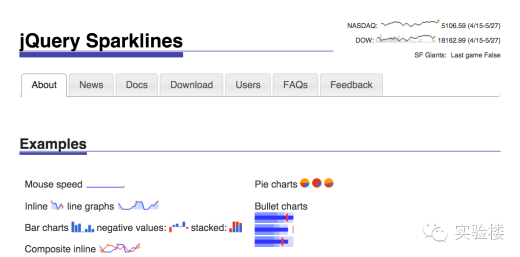 jQuery Sparklines
NASDAQ: 5106.59 (4/15-5/27)
DOW: 18162.99 (4/15-5/27)
SF Giants: Last game False
About News Docs Download Users FAQs Feedback
Examples
Mouse speed
Inline line graphs
Bar charts negative values: stacked:
Composite inline
Pie charts
Bullet charts
实验楼